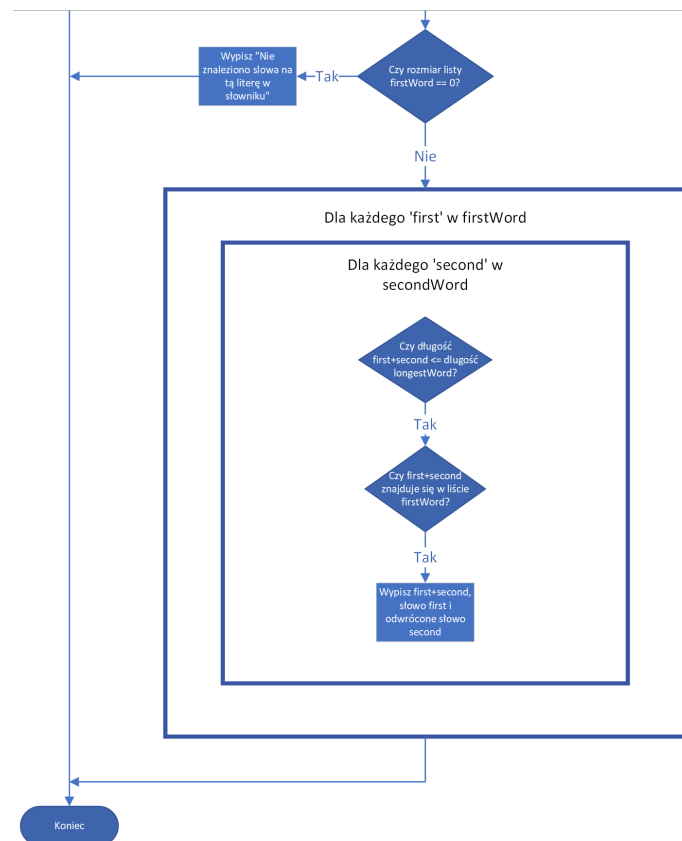 Wypisz "Nie
znaleziono slowa na
tą literę w
słowniku"
Tak
Czy rozmiar listy
firstWord == 0?
Nie
Dla każdego 'first' w firstWord
Dla każdego 'second' w
secondWord
Czy długość
first+second <= dlugość
longestWord?
Tak
Czy first+second
znajduje się w liście
firstWord?
Tak
Wypisz first+second,
słowo first i
odwrócone słowo
second
Koniec